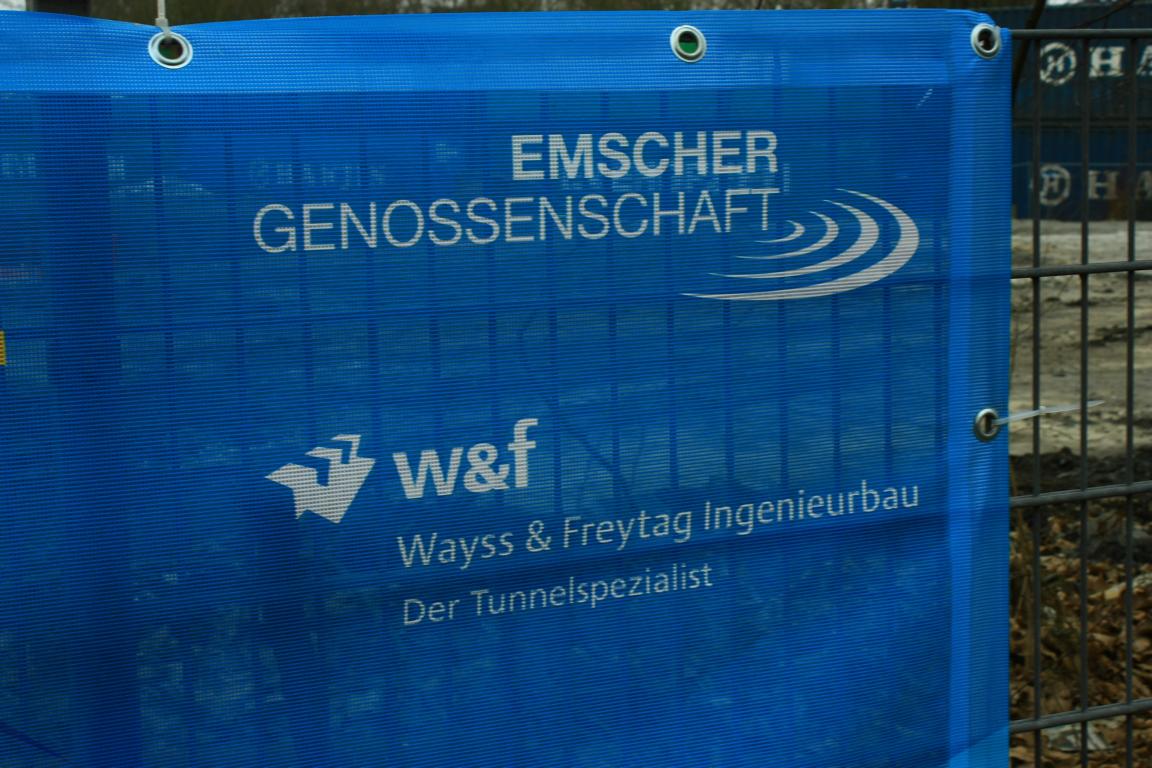 EMSCHER
GENOSSENSCHAFT
w&f
Wayss & Freytag Ingenieurbau
Der Tunnelspezialist
H A
H A